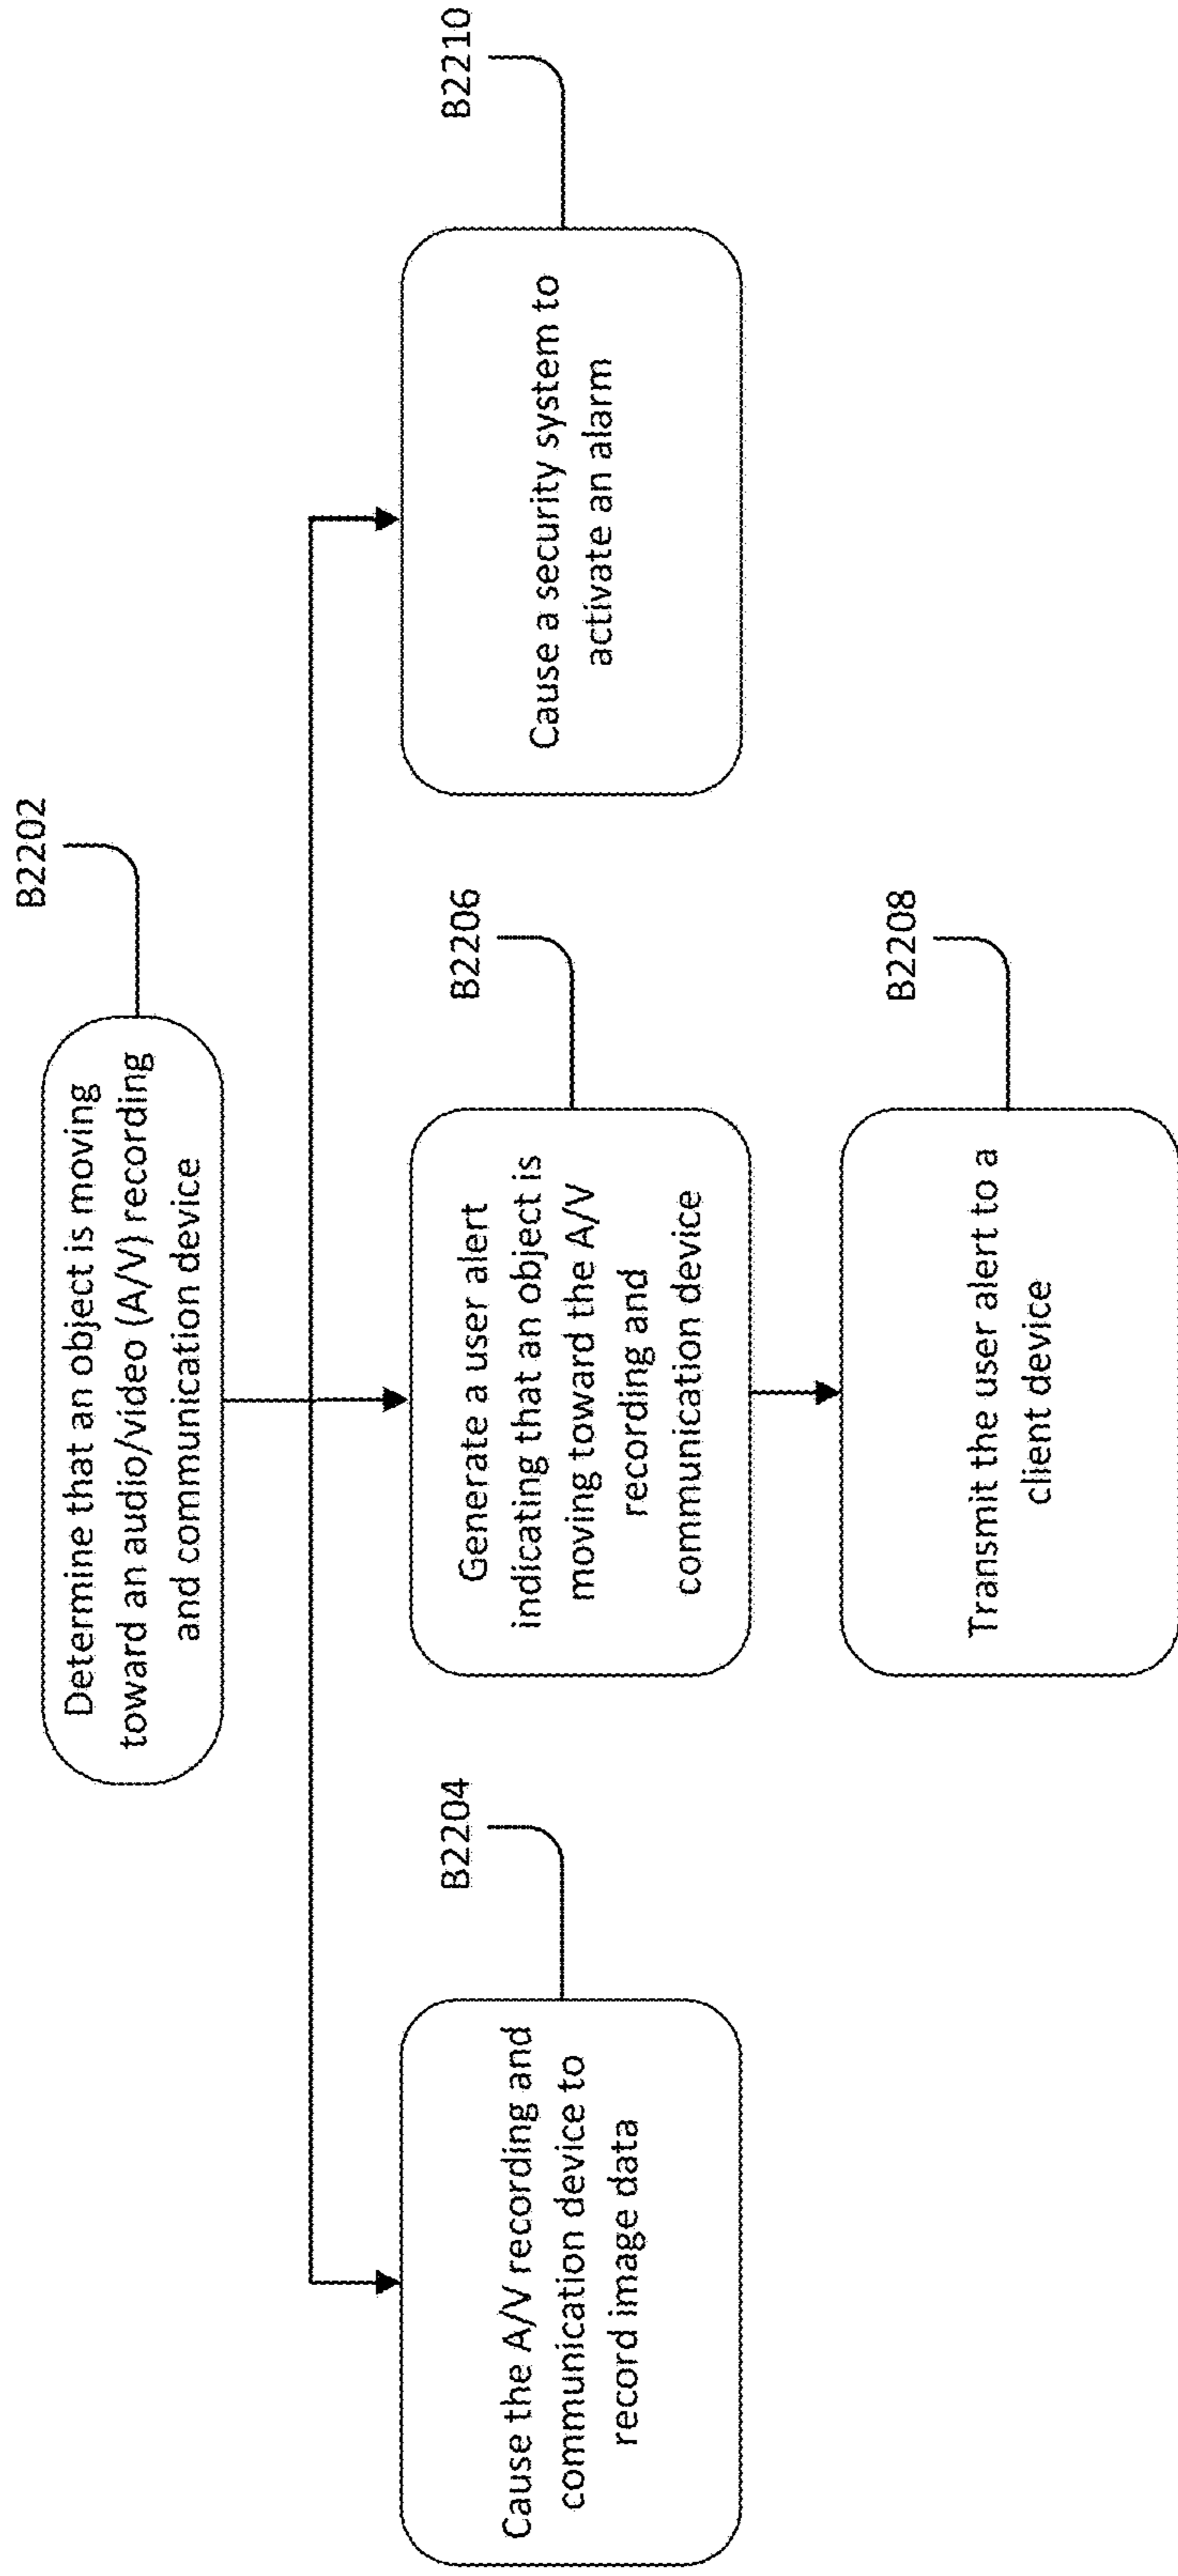 B2202
Determine that an object is moving
toward an audio/video (A/V) recording
and communication device
B2204
Cause the A/V recording and
communication device to
record image data
B2206
Generate a user alert
indicating that an object is
moving toward the A/V
recording and
communication device
B2210
Cause a security system to
activate an alarm
B2208
Transmit the user alert to a
client device